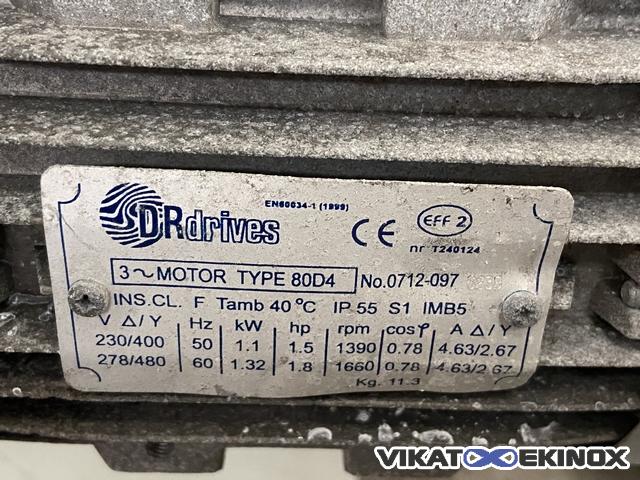 EN60034-1 (1999)
DRdrives
CE
EFF 2
nr T240124
3~MOTOR TYPE 80D4 No.0712-097
INS.CL. F Tamb 40 °C IP 55 S1 IMB5
V Δ/Y Hz kW hp rpm cosφ A Δ/Y
230/400 50 1.1 1.5 1390 0.78 4.63/2.67
278/480 60 1.32 1.8 1660 0.78 4.63/2.67
Kg. 11.3
VIKATOEKINOX